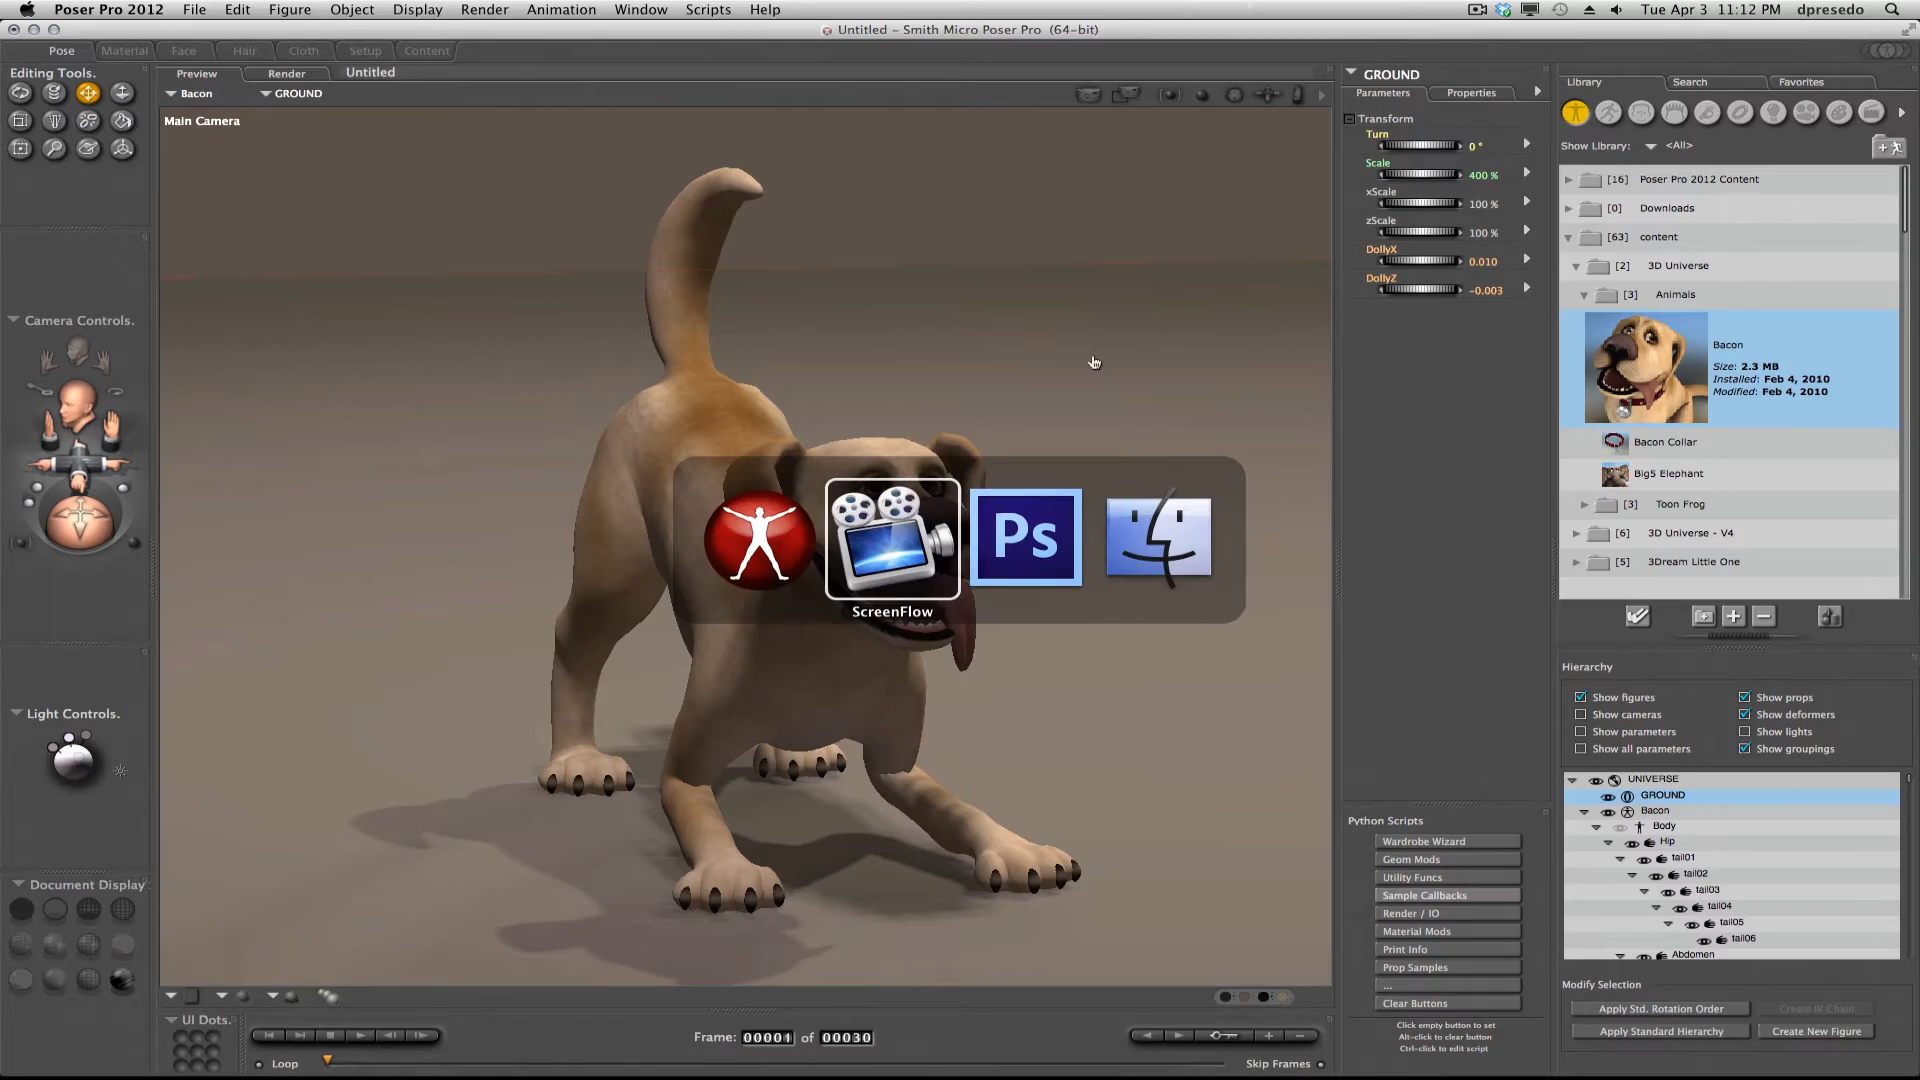 Poser Pro 2012 File Edit Figure Object Display Render Animation Window Scripts Help Tue Apr 3 11:12 PM dpresedo
Untitled - Smith Micro Poser Pro (64-bit)
Pose Material Face Hair Cloth Setup Content
Editing Tools.
Preview Render Untitled
Bacon GROUND
Main Camera
Camera Controls.
Light Controls.
Document Display
UI Dots.
ScreenFlow
Ps
Frame: 00001 of 00030
Loop
Skip Frames
GROUND
Parameters Properties
Transform
Turn
0 °
Scale
400 %
xScale
100 %
zScale
100 %
DollyX
0.010
DollyZ
-0.003
Python Scripts
Wardrobe Wizard
Geom Mods
Utility Funcs
Sample Callbacks
Render / IO
Material Mods
Print Info
Prop Samples
...
Clear Buttons
Click empty button to set
Alt-click to clear button
Ctrl-click to edit script
Library Search Favorites
Show Library: <All>
[16] Poser Pro 2012 Content
[0] Downloads
[63] content
[2] 3D Universe
[3] Animals
Bacon
Size: 2.3 MB
Installed: Feb 4, 2010
Modified: Feb 4, 2010
Bacon Collar
Big5 Elephant
[3] Toon Frog
[6] 3D Universe - V4
[5] 3Dream Little One
Hierarchy
Show figures Show props
Show cameras Show deformers
Show parameters Show lights
Show all parameters Show groupings
UNIVERSE
GROUND
Bacon
Body
Hip
tail01
tail02
tail03
tail04
tail05
tail06
Abdomen
Modify Selection
Apply Std. Rotation Order Create IK Chain
Apply Standard Hierarchy Create New Figure